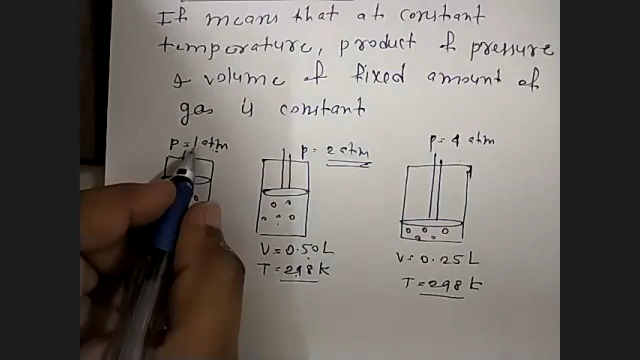 It means that at constant
temperature, product of pressure
& volume of fixed amount of
gas is constant
P = 1 atm
P = 2 atm
P = 4 atm
V = 0.50 L
T = 298 K
V = 0.25 L
T = 298 K